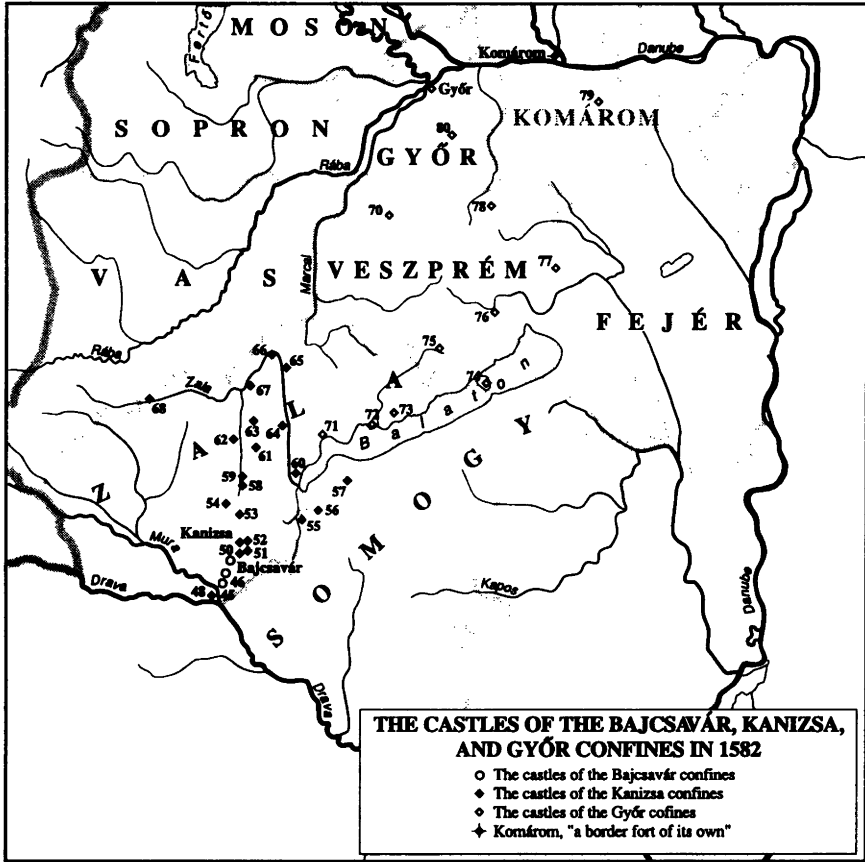 MOSON
Fertő
Komárom
Danube
Győr
79
KOMÁROM
SOPRON
80
GYŐR
Rába
70
78
VAS
Marcal
VESZPRÉM
77
76
FEJÉR
Rába
66
65
75
Zala
67
74
68
ZALA
63
64
72
73
71
Balaton
62
61
60
59
58
57
54
53
56
55
SOMOGY
Mura
Kanizsa
52
50
51
Bajcsavár
46
Drava
48
45
Kapos
Danube
Drava
THE CASTLES OF THE BAJCSAVÁR, KANIZSA,
AND GYŐR CONFINES IN 1582
The castles of the Bajcsavár confines
The castles of the Kanizsa confines
The castles of the Győr cofines
Komárom, "a border fort of its own"